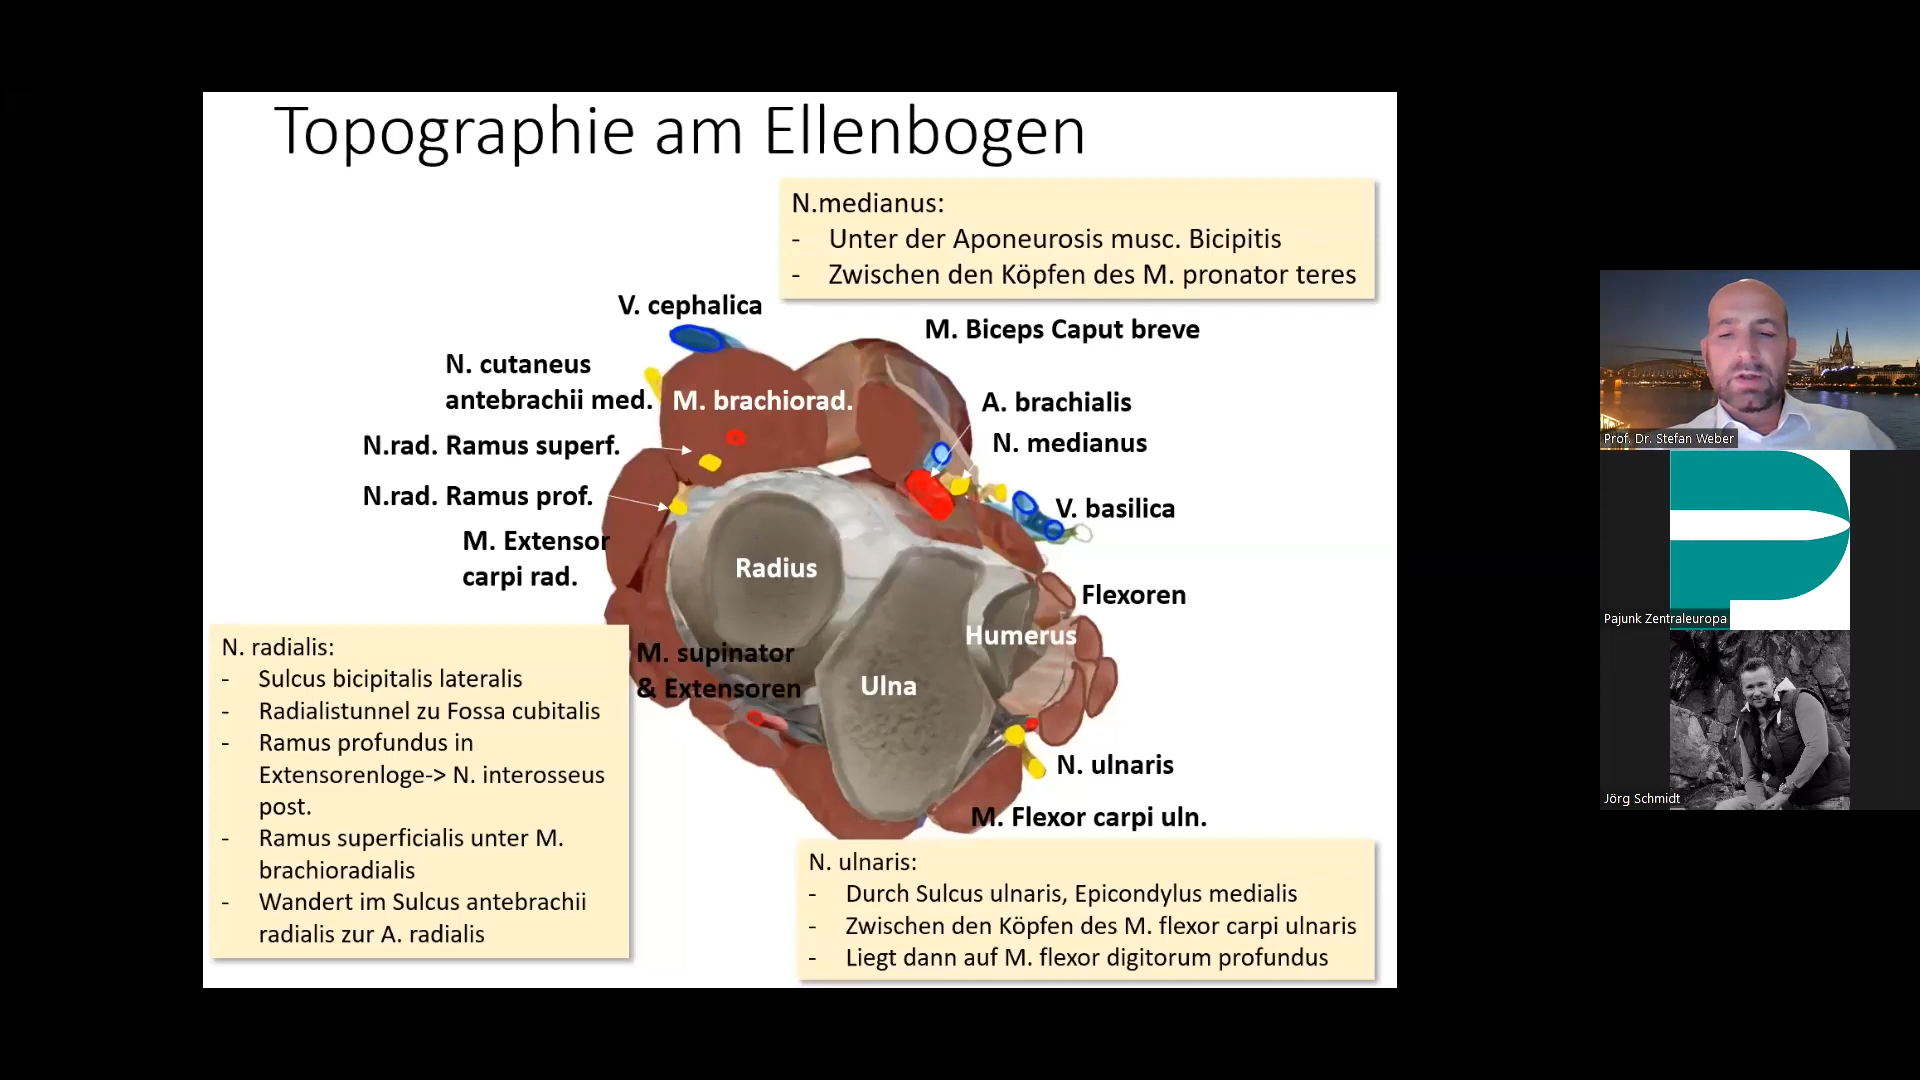 Topographie am Ellenbogen
N.medianus:
- Unter der Aponeurosis musc. Bicipitis
- Zwischen den Köpfen des M. pronator teres
V. cephalica
M. Biceps Caput breve
N. cutaneus
antebrachii med.
M. brachiorad.
A. brachialis
N.rad. Ramus superf.
N. medianus
N.rad. Ramus prof.
V. basilica
M. Extensor
carpi rad.
Radius
Flexoren
Humerus
M. supinator
& Extensoren
Ulna
N. ulnaris
M. Flexor carpi uln.
N. radialis:
- Sulcus bicipitalis lateralis
- Radialistunnel zu Fossa cubitalis
- Ramus profundus in
Extensorenloge-> N. interosseus
post.
- Ramus superficialis unter M.
brachioradialis
- Wandert im Sulcus antebrachii
radialis zur A. radialis
N. ulnaris:
- Durch Sulcus ulnaris, Epicondylus medialis
- Zwischen den Köpfen des M. flexor carpi ulnaris
- Liegt dann auf M. flexor digitorum profundus
Prof. Dr. Stefan Weber
Pajunk Zentraleuropa
Jörg Schmidt